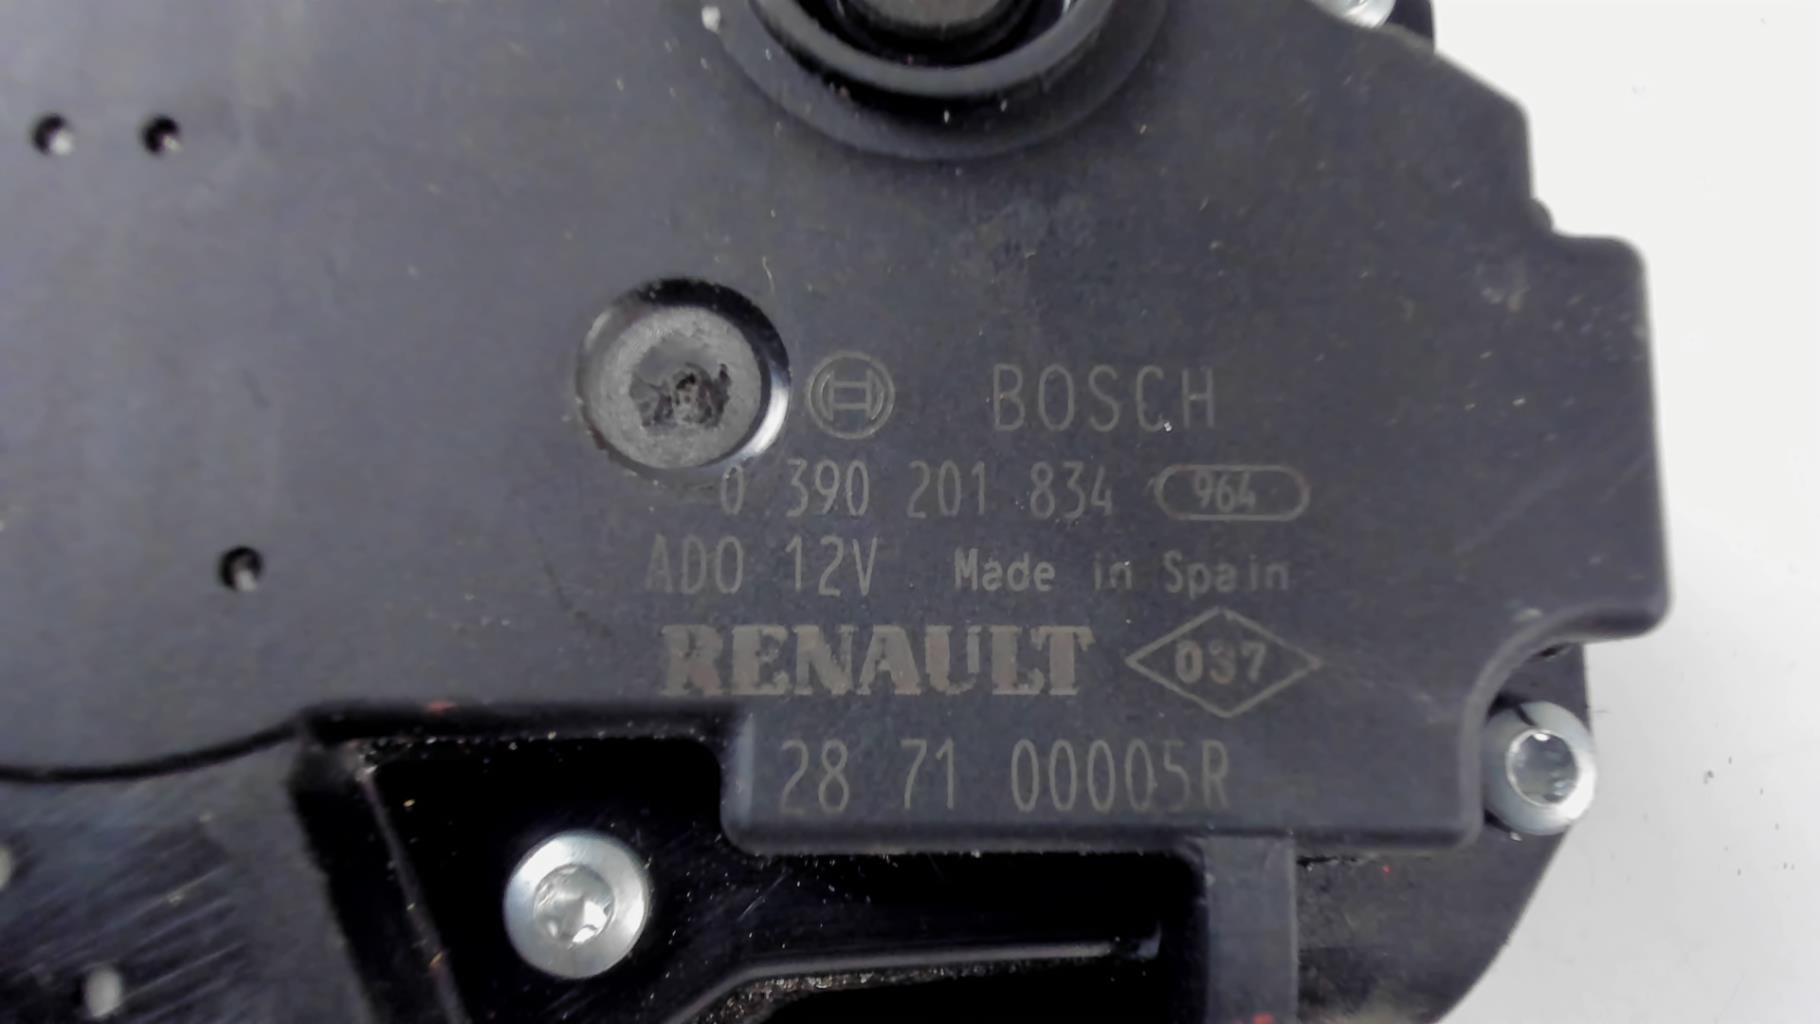 BOSCH
0 390 201 834 964
ADO 12V Made in Spain
RENAULT 037
28 71 00005R